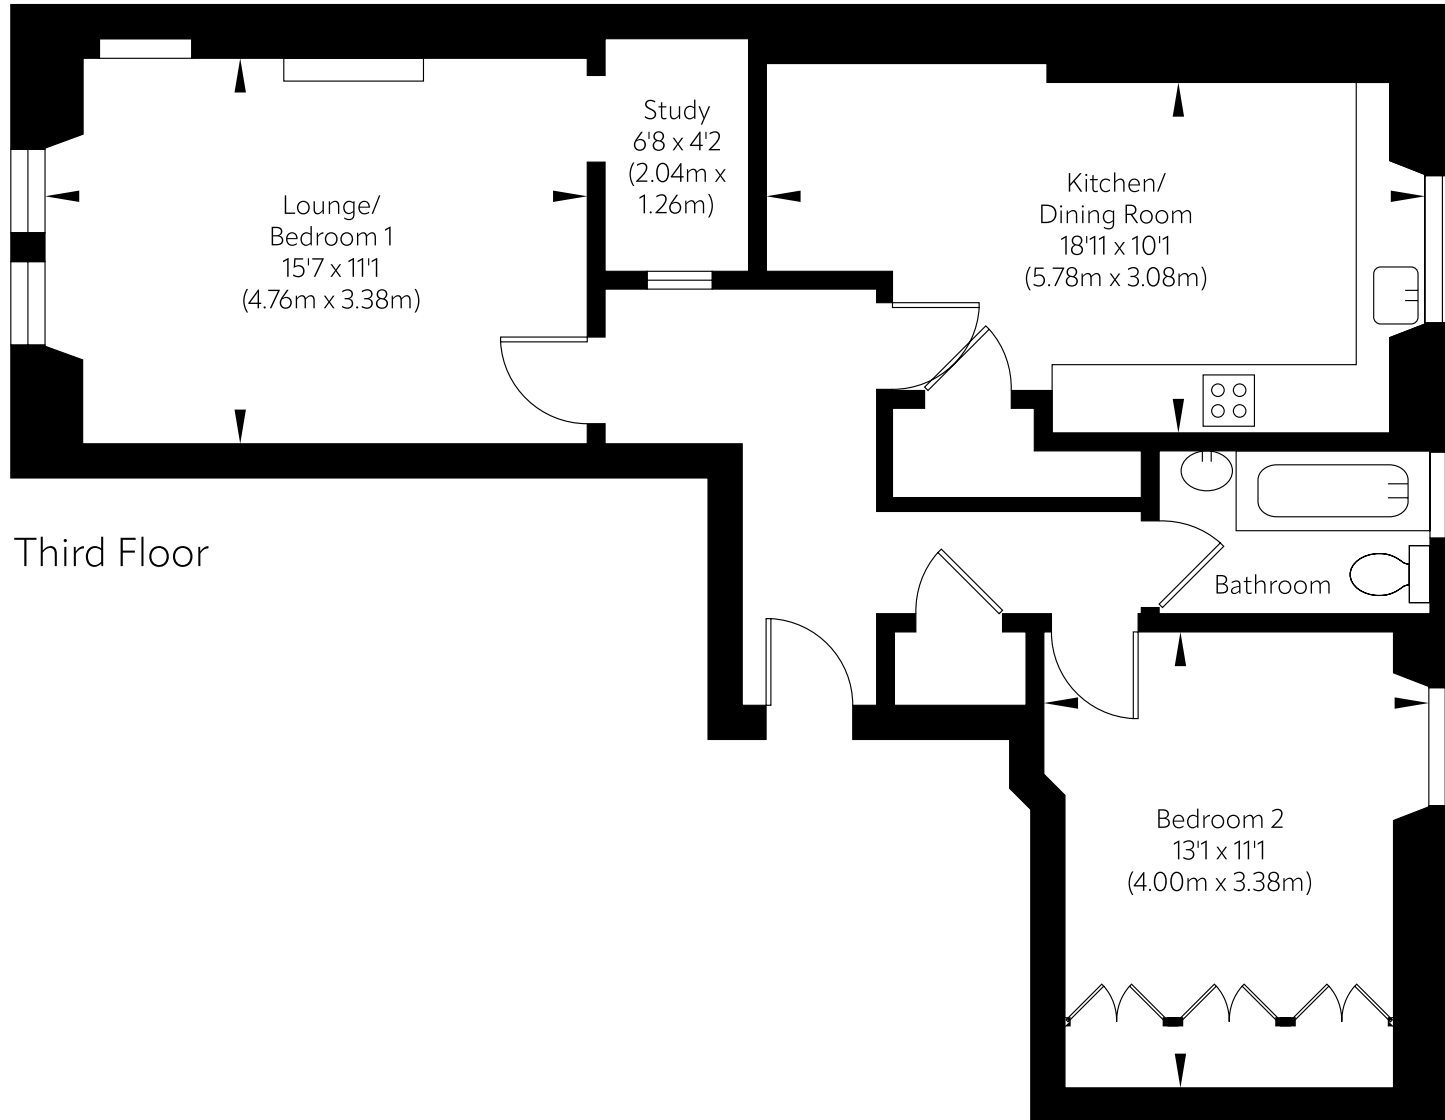 Study
6'8 x 4'2
(2.04m x
1.26m)
Kitchen/
Dining Room
18'11 x 10'1
(5.78m x 3.08m)
Lounge/
Bedroom 1
15'7 x 11'1
(4.76m x 3.38m)
Third Floor
Bathroom
Bedroom 2
13'1 x 11'1
(4.00m x 3.38m)